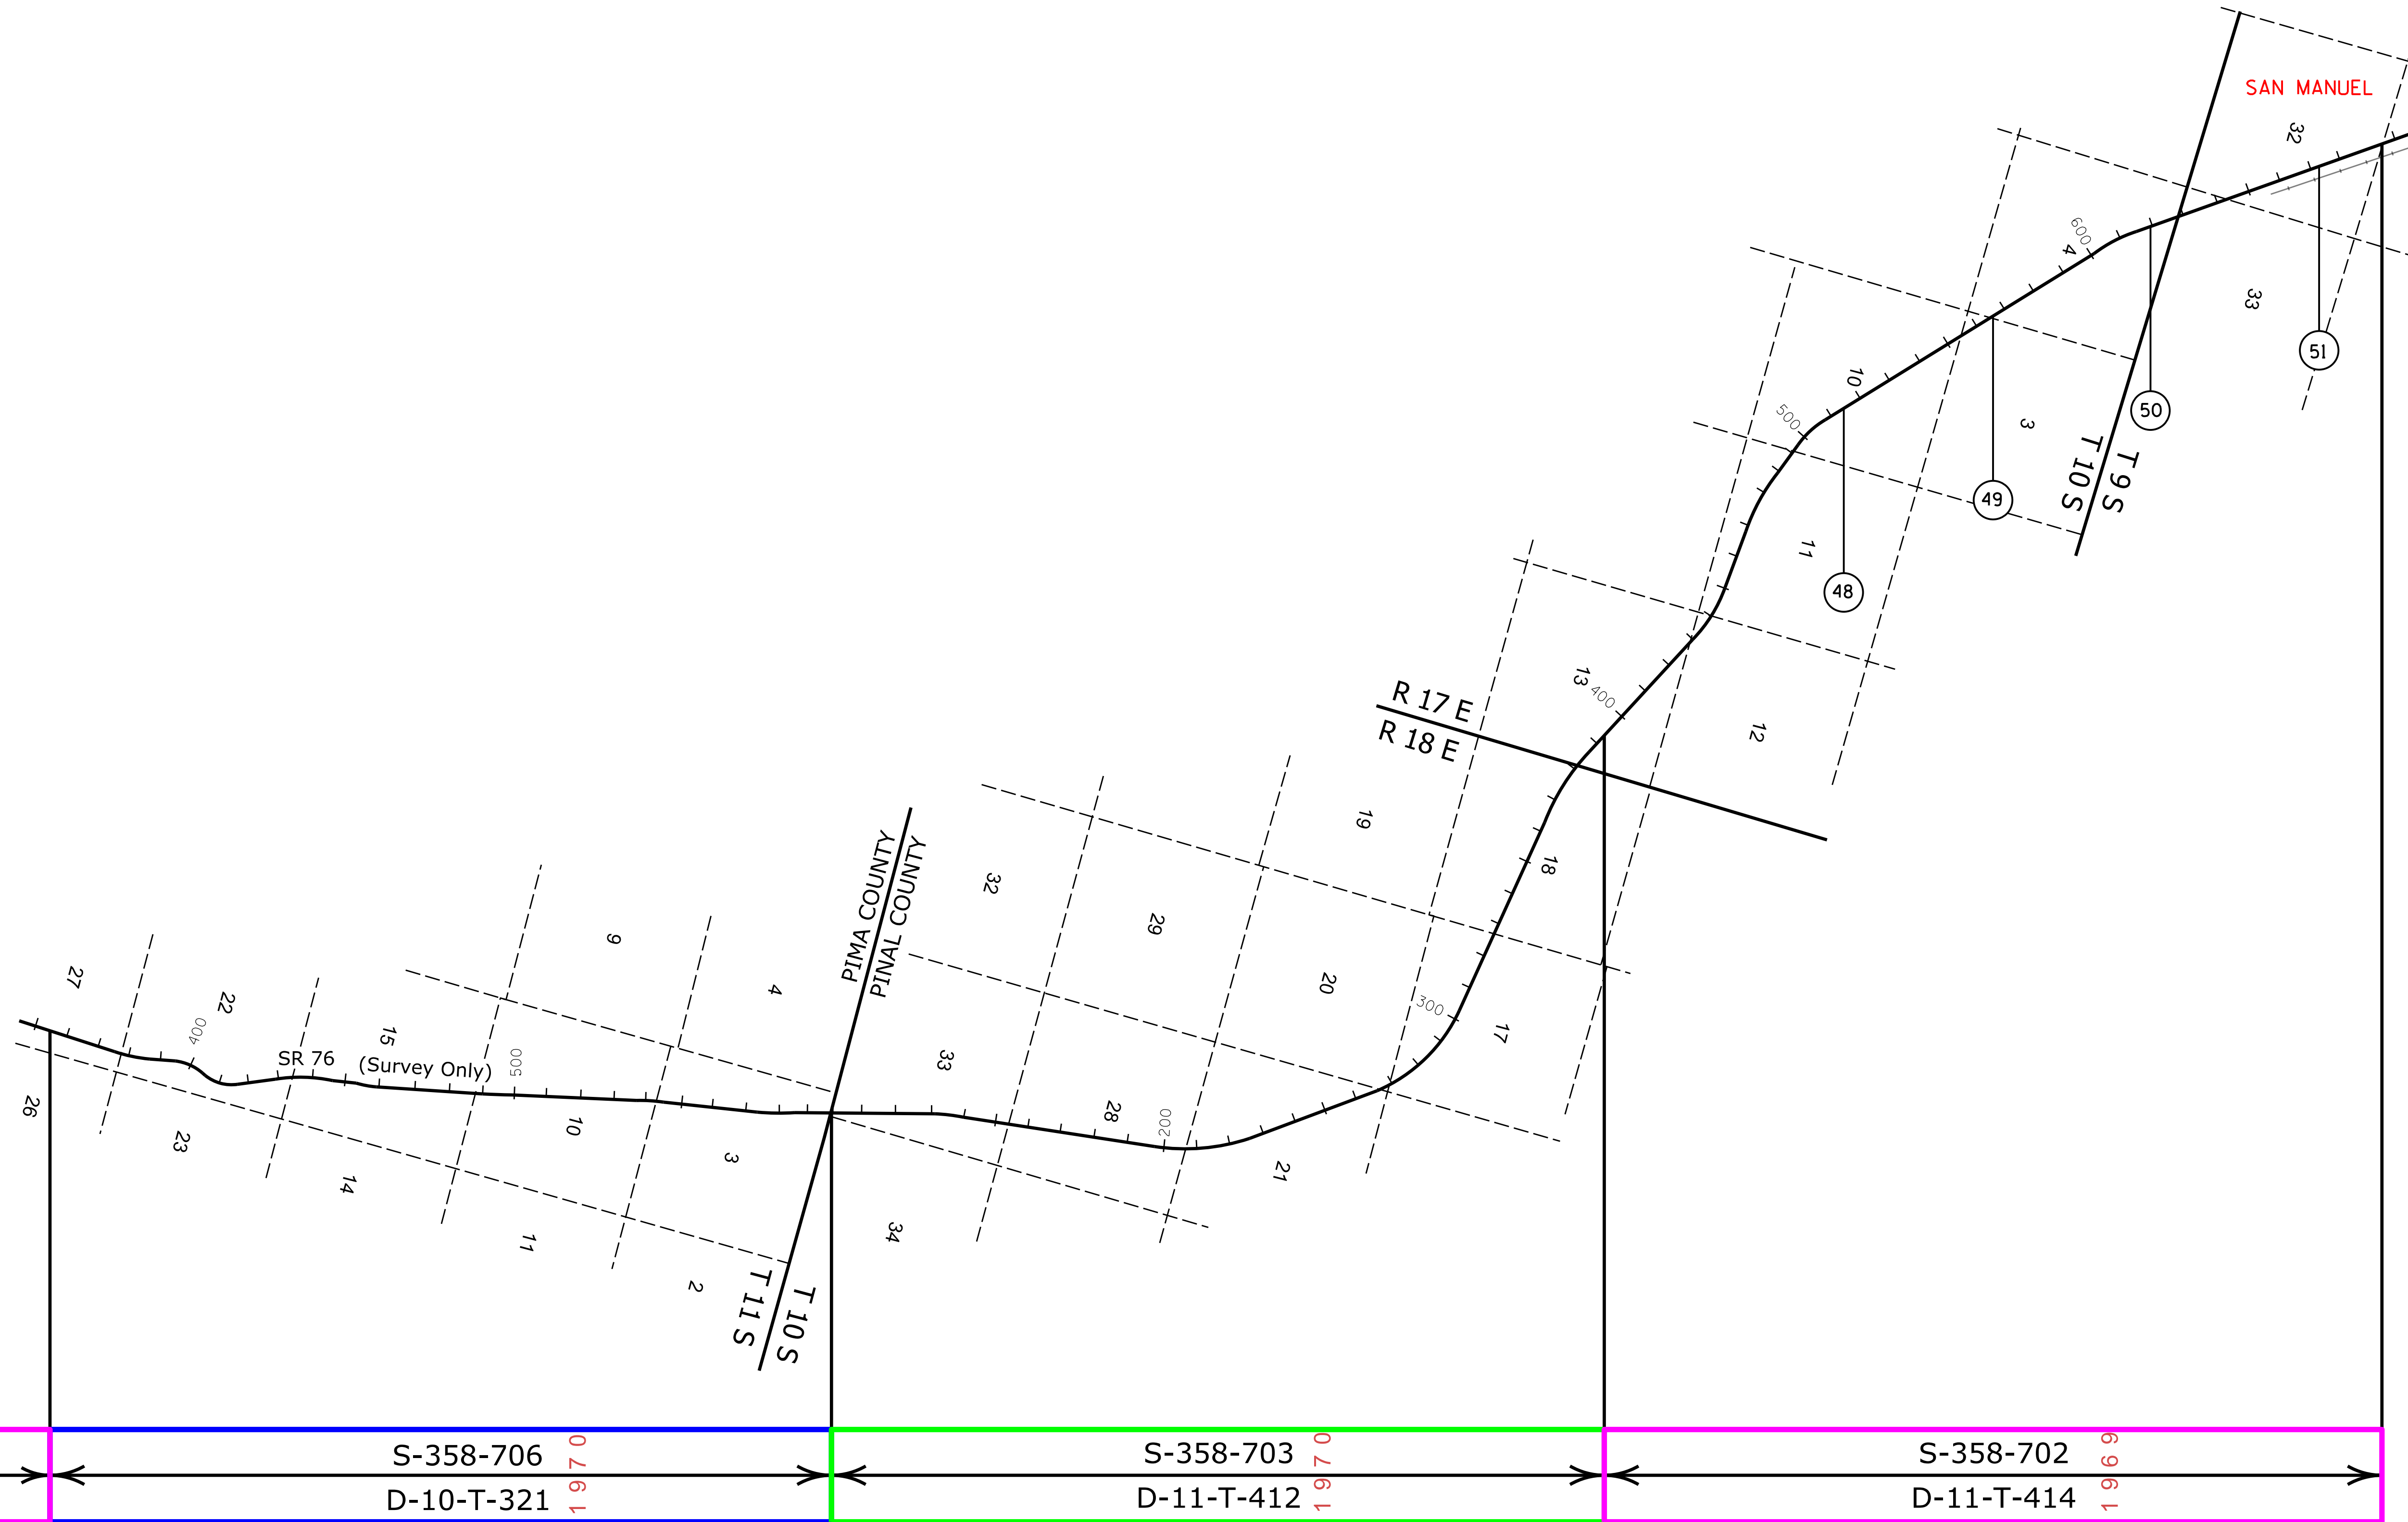 SAN MANUEL
32
600
4
33
51
10
50
500
3
T 10 S
T 9 S
49
11
48
13
400
R 17 E
R 18 E
12
19
18
PIMA COUNTY
PINAL COUNTY
32
29
9
27
4
20
22
300
400
15
17
SR 76
(Survey Only)
500
33
26
10
28
200
23
3
21
14
34
11
2
T 11 S
T 10 S
S-358-706
1970
D-10-T-321
S-358-703
1970
D-11-T-412
S-358-702
1969
D-11-T-414